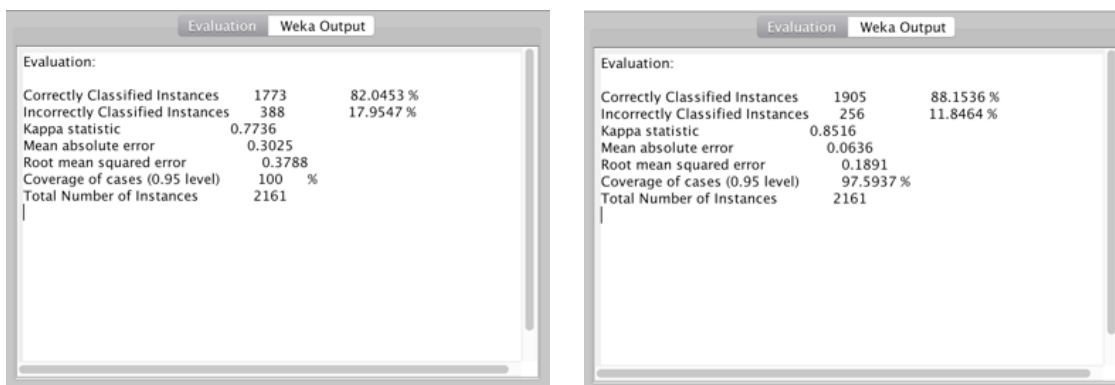 Evaluation Weka Output
Evaluation:
Correctly Classified Instances 1773 82.0453 %
Incorrectly Classified Instances 388 17.9547 %
Kappa statistic 0.7736
Mean absolute error 0.3025
Root mean squared error 0.3788
Coverage of cases (0.95 level) 100 %
Total Number of Instances 2161
Evaluation Weka Output
Evaluation:
Correctly Classified Instances 1905 88.1536 %
Incorrectly Classified Instances 256 11.8464 %
Kappa statistic 0.8516
Mean absolute error 0.0636
Root mean squared error 0.1891
Coverage of cases (0.95 level) 97.5937 %
Total Number of Instances 2161